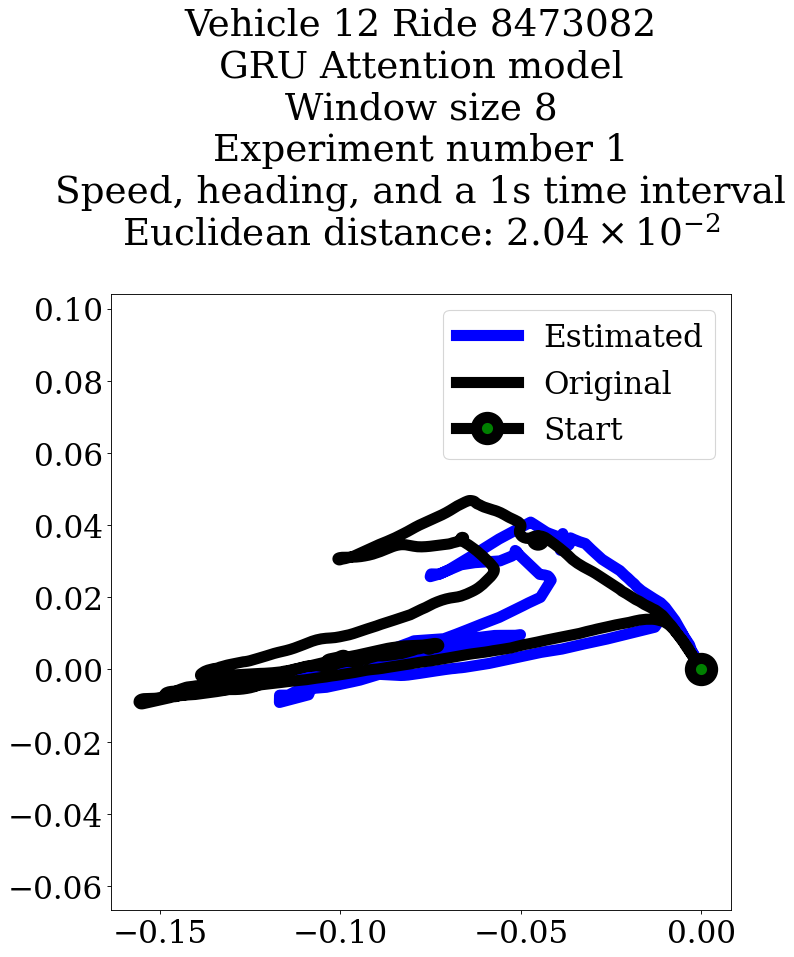 Vehicle 12 Ride 8473082
GRU Attention model
Window size 8
Experiment number 1
Speed, heading, and a 1s time interval
Euclidean distance: 2.04 × 10⁻²
Estimated
Original
Start
0.10
0.08
0.06
0.04
0.02
0.00
−0.02
−0.04
−0.06
−0.15 −0.10 −0.05 0.00